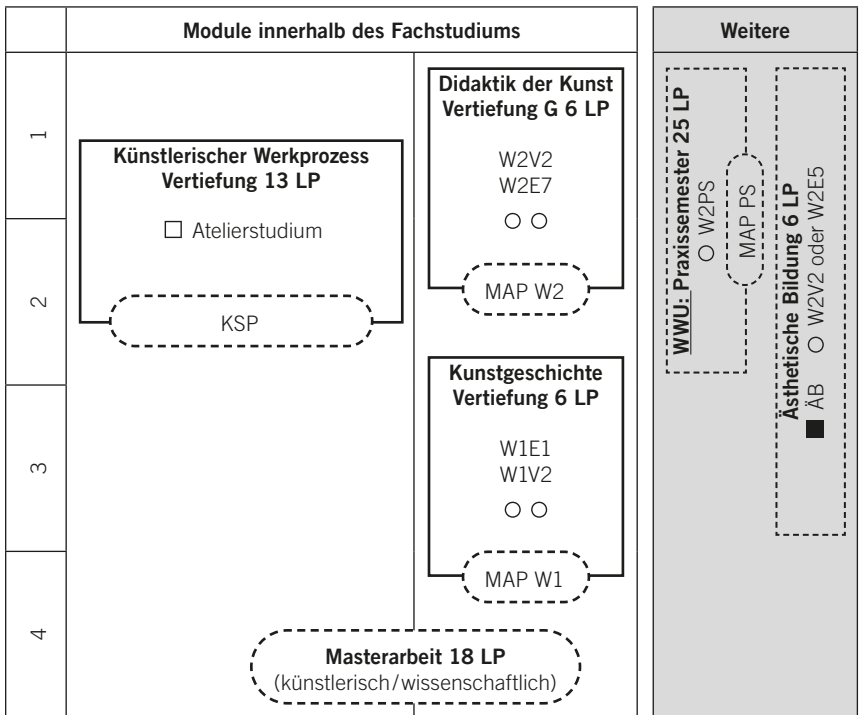 Module innerhalb des Fachstudiums
Weitere
1
2
3
4
Künstlerischer Werkprozess
Vertiefung 13 LP
Atelierstudium
KSP
Didaktik der Kunst
Vertiefung G 6 LP
W2V2
W2E7
MAP W2
Kunstgeschichte
Vertiefung 6 LP
W1E1
W1V2
MAP W1
Masterarbeit 18 LP
(künstlerisch/wissenschaftlich)
WWU: Praxissemester 25 LP
W2PS
MAP PS
Ästhetische Bildung 6 LP
ÄB W2V2 oder W2E5